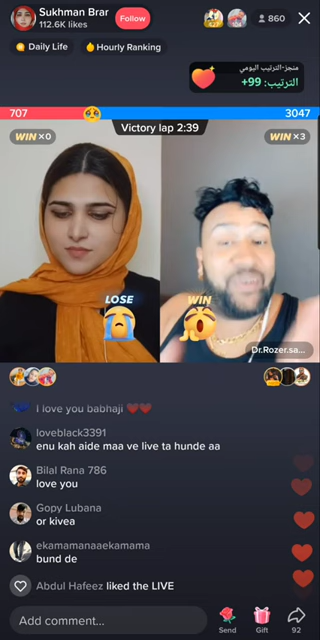 Sukhman Brar
112.6K likes
Follow
860
Daily Life
Hourly Ranking
منجز-الترتيب اليومي
الترتيب: 99+
707
3047
Victory lap 2:39
WIN ×0
WIN ×3
LOSE
WIN
Dr.Rozer.sa...
I love you babhaji ❤️❤️
loveblack3391
enu kah aide maa ve live ta hunde aa
Bilal Rana 786
love you
Gopy Lubana
or kivea
ekamamanaaekamama
bund de
Abdul Hafeez liked the LIVE
Add comment...
Send
Gift
92